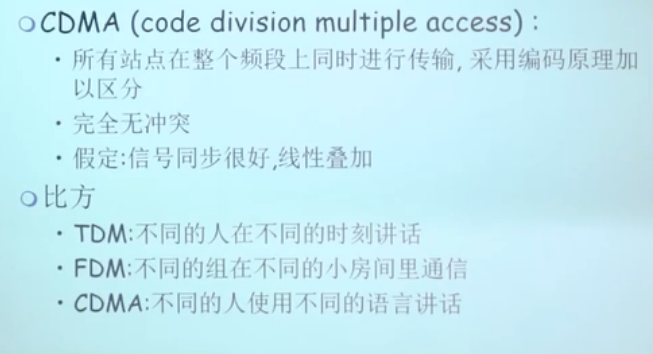 CDMA (code division multiple access) :
• 所有站点在整个频段上同时进行传输, 采用编码原理加
以区分
• 完全无冲突
• 假定:信号同步很好,线性叠加
比方
• TDM:不同的人在不同的时刻讲话
• FDM:不同的组在不同的小房间里通信
• CDMA:不同的人使用不同的语言讲话